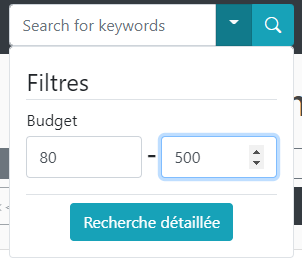 Search for keywords
Filtres
Budget
80 - 500
Recherche détaillée